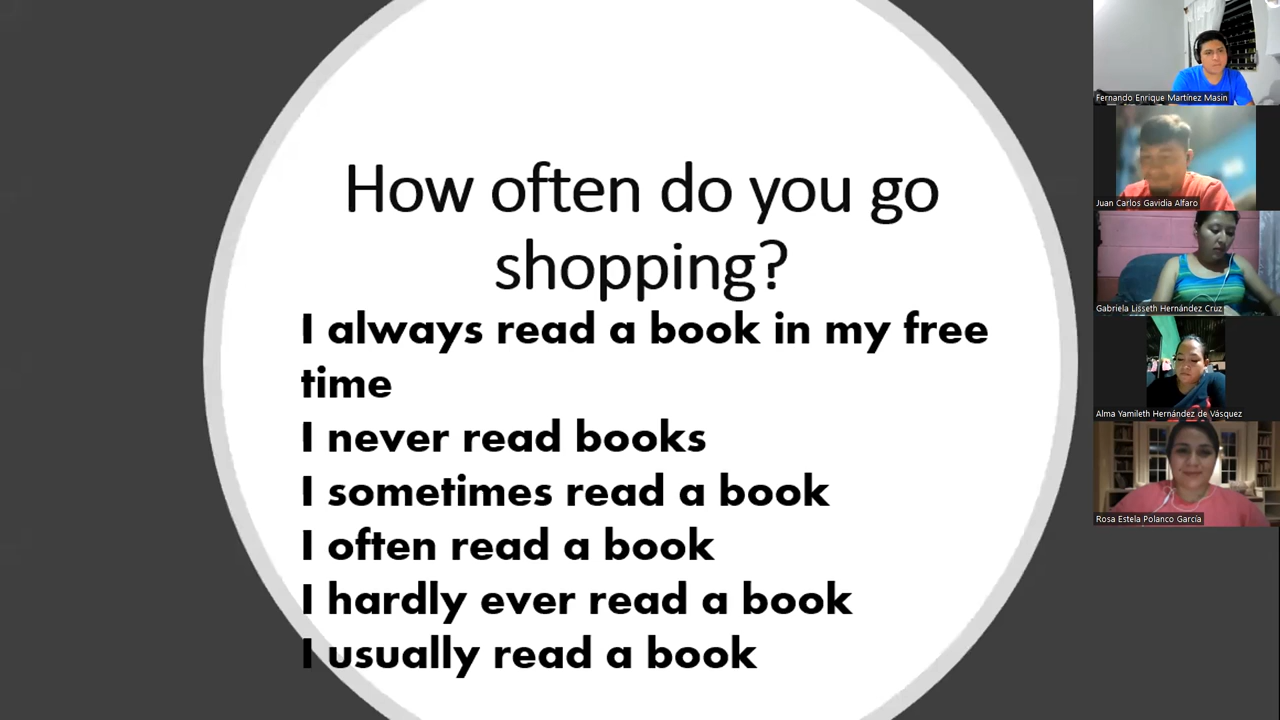 How often do you go
shopping?
I always read a book in my free
time
I never read books
I sometimes read a book
I often read a book
I hardly ever read a book
I usually read a book
Fernando Enrique Martínez Masin
Juan Carlos Gavidia Alfaro
Gabriela Lisseth Hernández Cruz
Alma Yamileth Hernández de Vásquez
Rosa Estela Polanco García